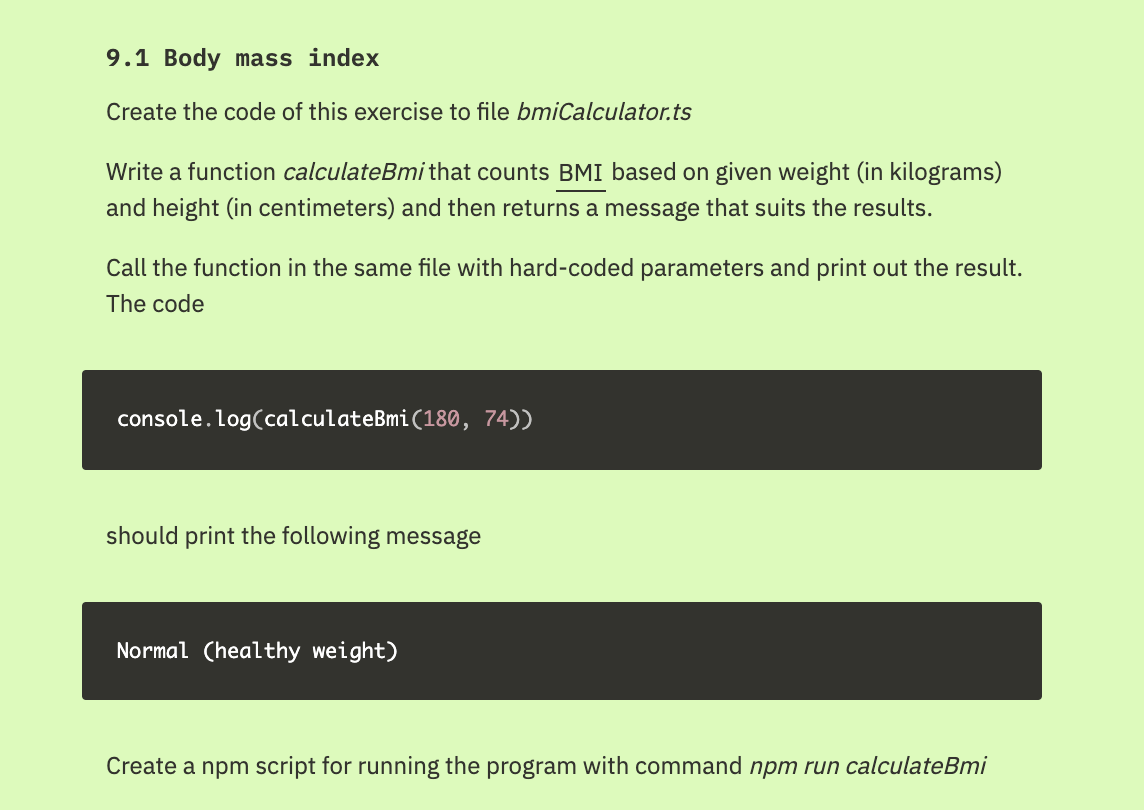 9.1 Body mass index
Create the code of this exercise to file bmiCalculator.ts
Write a function calculateBmi that counts BMI based on given weight (in kilograms)
and height (in centimeters) and then returns a message that suits the results.
Call the function in the same file with hard-coded parameters and print out the result.
The code
console.log(calculateBmi(180, 74))
should print the following message
Normal (healthy weight)
Create a npm script for running the program with command npm run calculateBmi